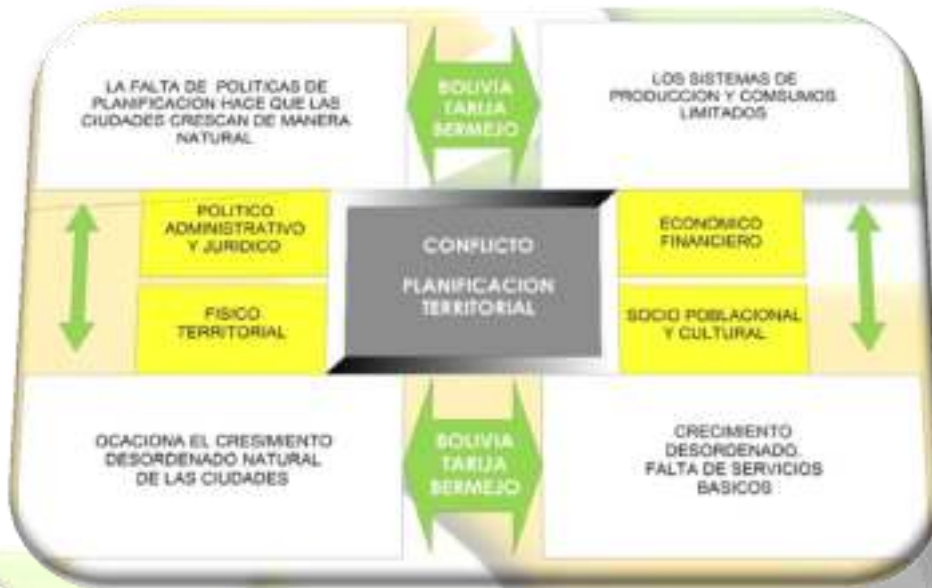 LA FALTA DE POLITICAS DE
PLANIFICACION HACE QUE LAS
CIUDADES CRESCAN DE MANERA
NATURAL
BOLIVIA
TARIJA
BERMEJO
LOS SISTEMAS DE
PRODUCCION Y COMSUMOS
LIMITADOS
POLITICO
ADMINISTRATIVO
Y JURIDICO
CONFLICTO
PLANIFICACION
TERRITORIAL
ECONOMICO
FINANCIERO
FISICO
TERRITORIAL
SOCIO POBLACIONAL
Y CULTURAL
OCACIONA EL CRESIMIENTO
DESORDENADO NATURAL
DE LAS CIUDADES
BOLIVIA
TARIJA
BERMEJO
CRECIMIENTO
DESORDENADO.
FALTA DE SERVICIOS
BASICOS